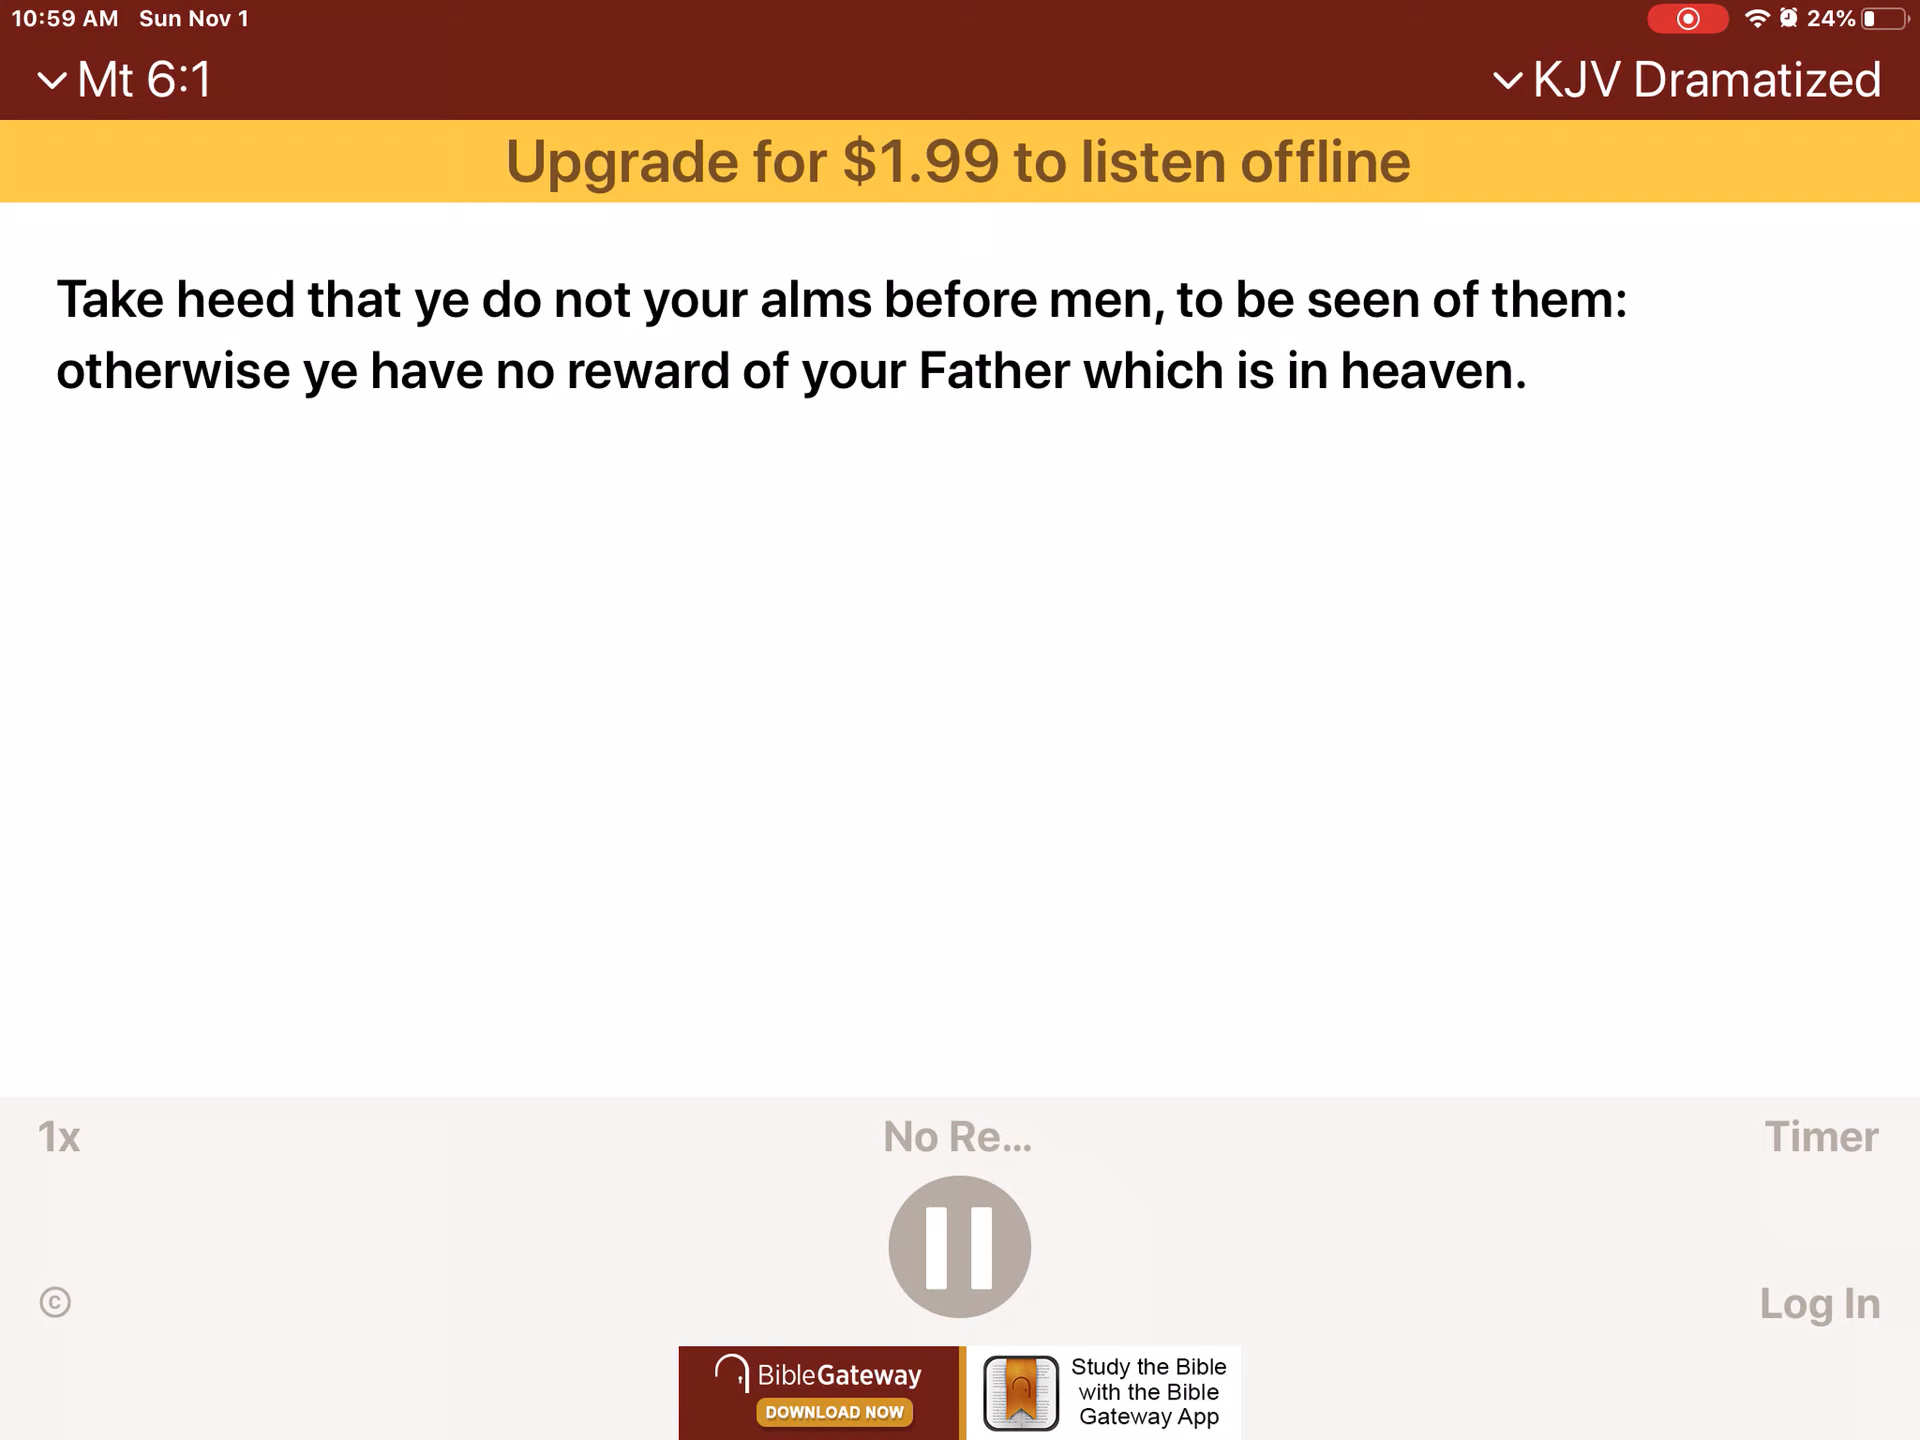 10:59 AM Sun Nov 1
24%
Mt 6:1
KJV Dramatized
Upgrade for $1.99 to listen offline
Take heed that ye do not your alms before men, to be seen of them:
otherwise ye have no reward of your Father which is in heaven.
1x
No Re...
Timer
©
Log In
BibleGateway
DOWNLOAD NOW
Study the Bible
with the Bible
Gateway App